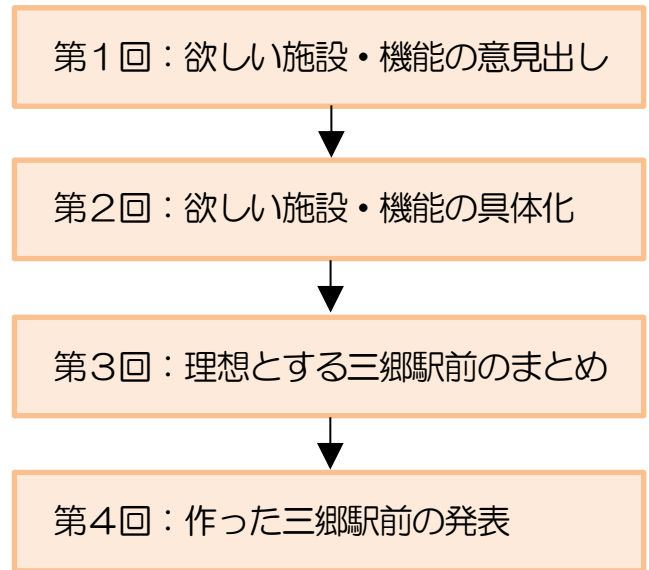 第１回：欲しい施設・機能の意見出し
第２回：欲しい施設・機能の具体化
第３回：理想とする三郷駅前のまとめ
第４回：作った三郷駅前の発表